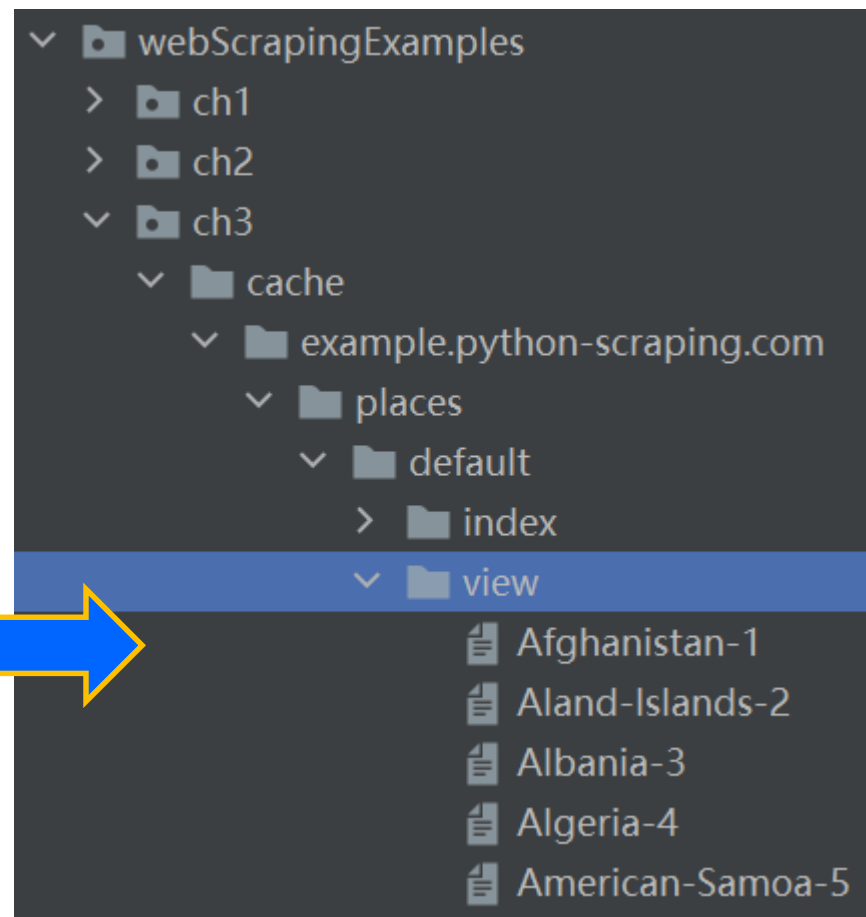 webScrapingExamples
ch1
ch2
ch3
cache
example.python-scraping.com
places
default
index
view
Afghanistan-1
Aland-Islands-2
Albania-3
Algeria-4
American-Samoa-5